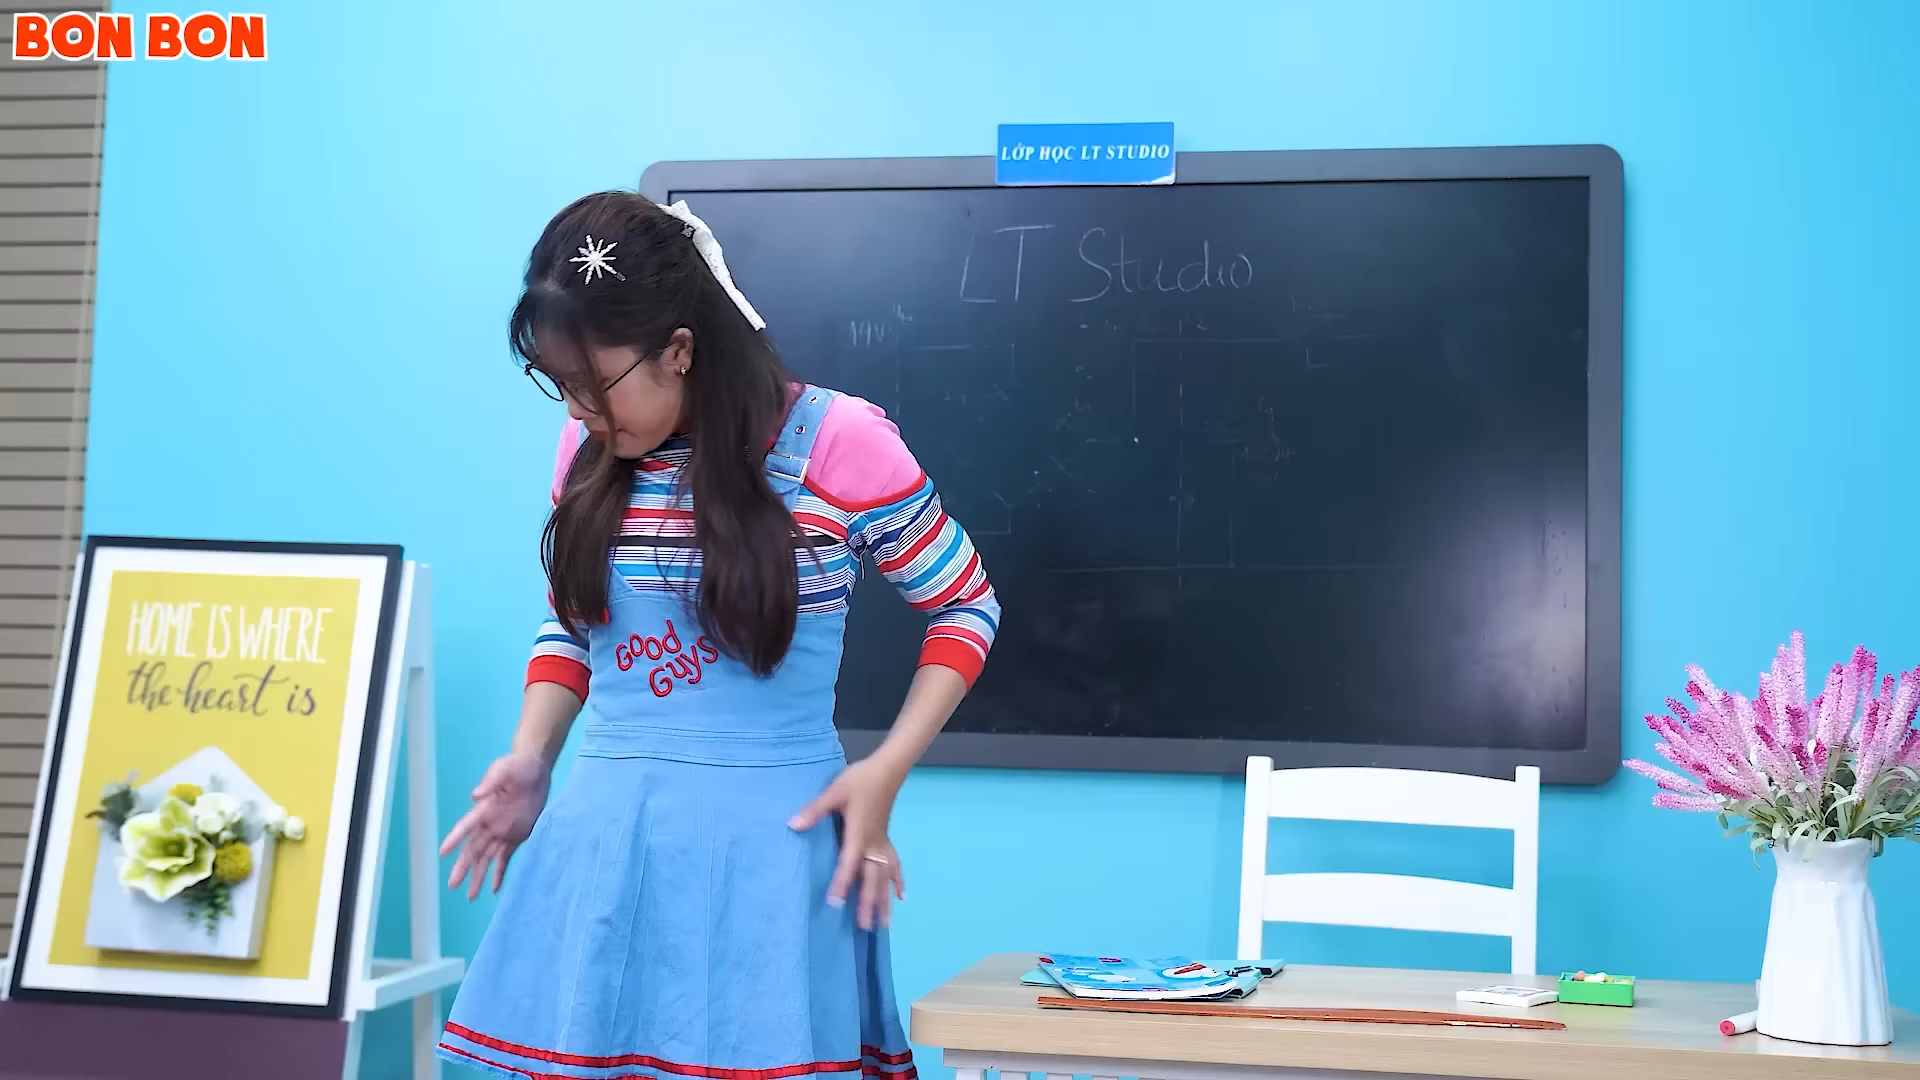 BON BON
LỚP HỌC LT STUDIO
LT Studio
HOME IS WHERE
the heart is
Good
Guys